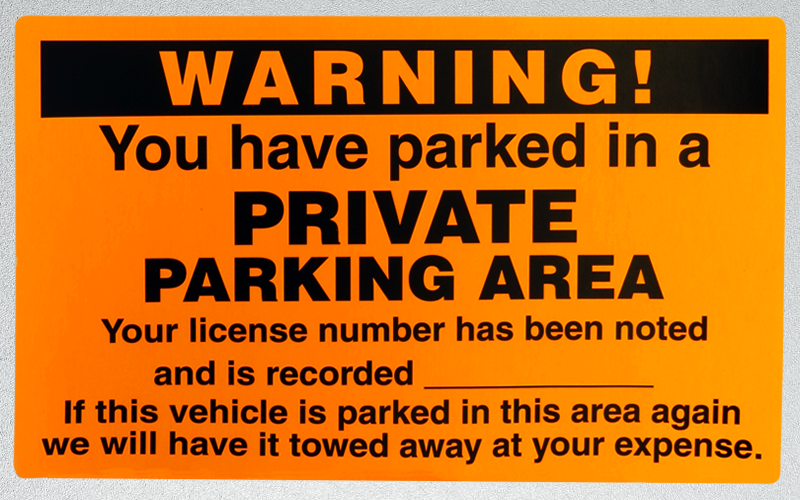 WARNING!
You have parked in a
PRIVATE
PARKING AREA
Your license number has been noted
and is recorded ____________
If this vehicle is parked in this area again
we will have it towed away at your expense.